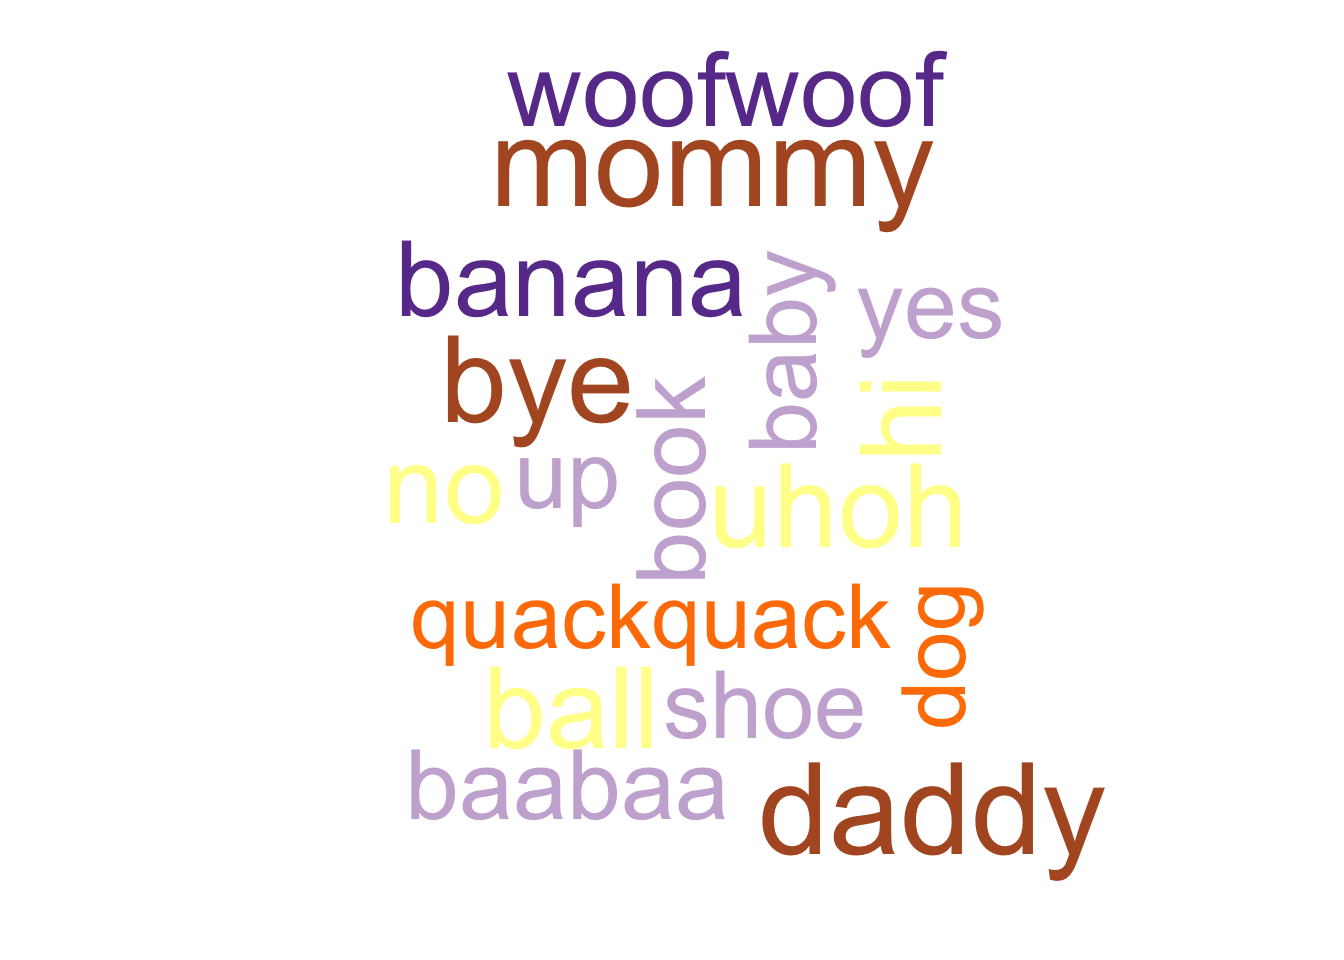 woofwoof
mommy
banana
baby
yes
bye
book
hi
no
up
uhoh
quackquack
dog
ball
shoe
baabaa
daddy